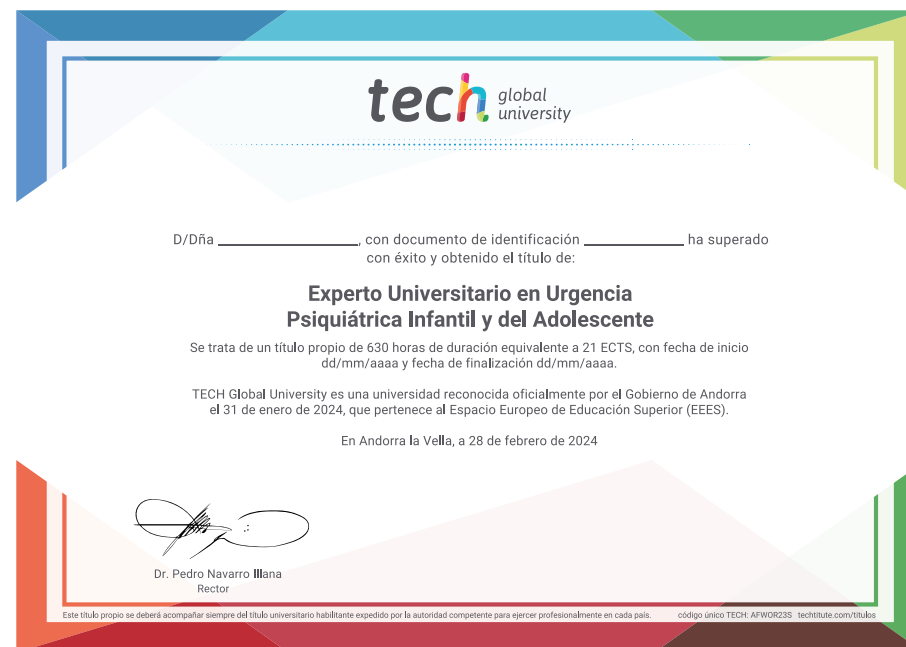 tech global
university
D/Dña ____________________, con documento de identificación ______________ ha superado
con éxito y obtenido el título de:
Experto Universitario en Urgencia
Psiquiátrica Infantil y del Adolescente
Se trata de un título propio de 630 horas de duración equivalente a 21 ECTS, con fecha de inicio
dd/mm/aaaa y fecha de finalización dd/mm/aaaa.
TECH Global University es una universidad reconocida oficialmente por el Gobierno de Andorra
el 31 de enero de 2024, que pertenece al Espacio Europeo de Educación Superior (EEES).
En Andorra la Vella, a 28 de febrero de 2024
Dr. Pedro Navarro Illana
Rector
Este título propio se deberá acompañar siempre del título universitario habilitante expedido por la autoridad competente para ejercer profesionalmente en cada país. código único TECH: AFWOR23S techtitute.com/titulos